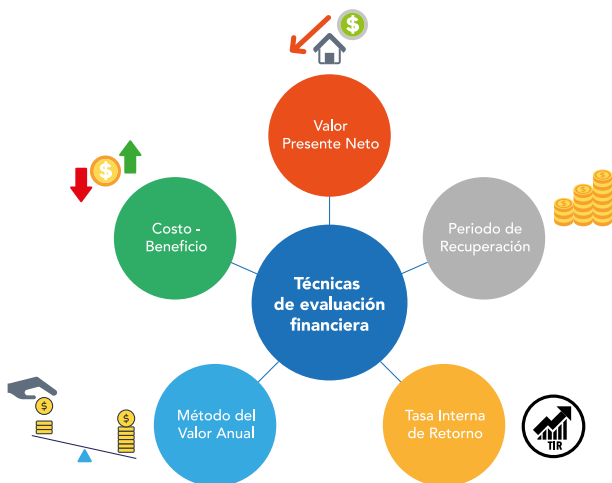 $
Valor
Presente Neto
$
Costo -
Beneficio
Periodo de
Recuperación
Técnicas
de evaluación
financiera
$
$
Método del
Valor Anual
Tasa Interna
de Retorno
TIR